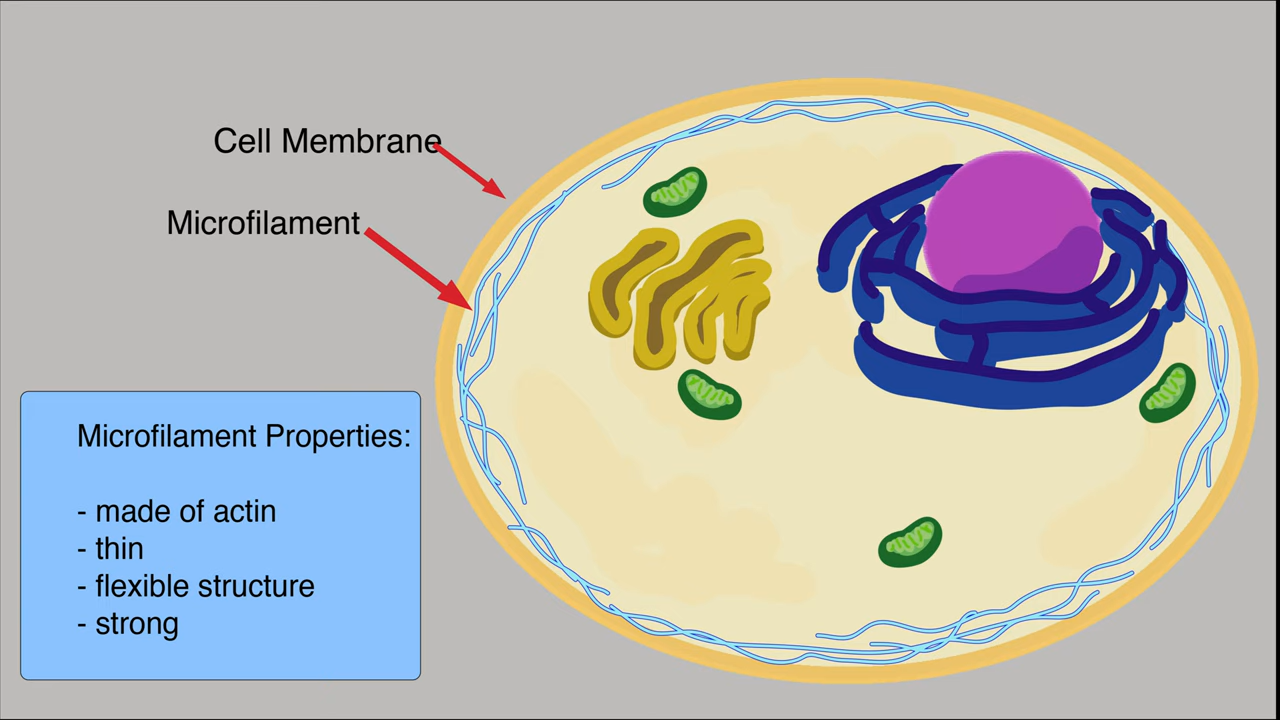 Cell Membrane
Microfilament
Microfilament Properties:
- made of actin
- thin
- flexible structure
- strong